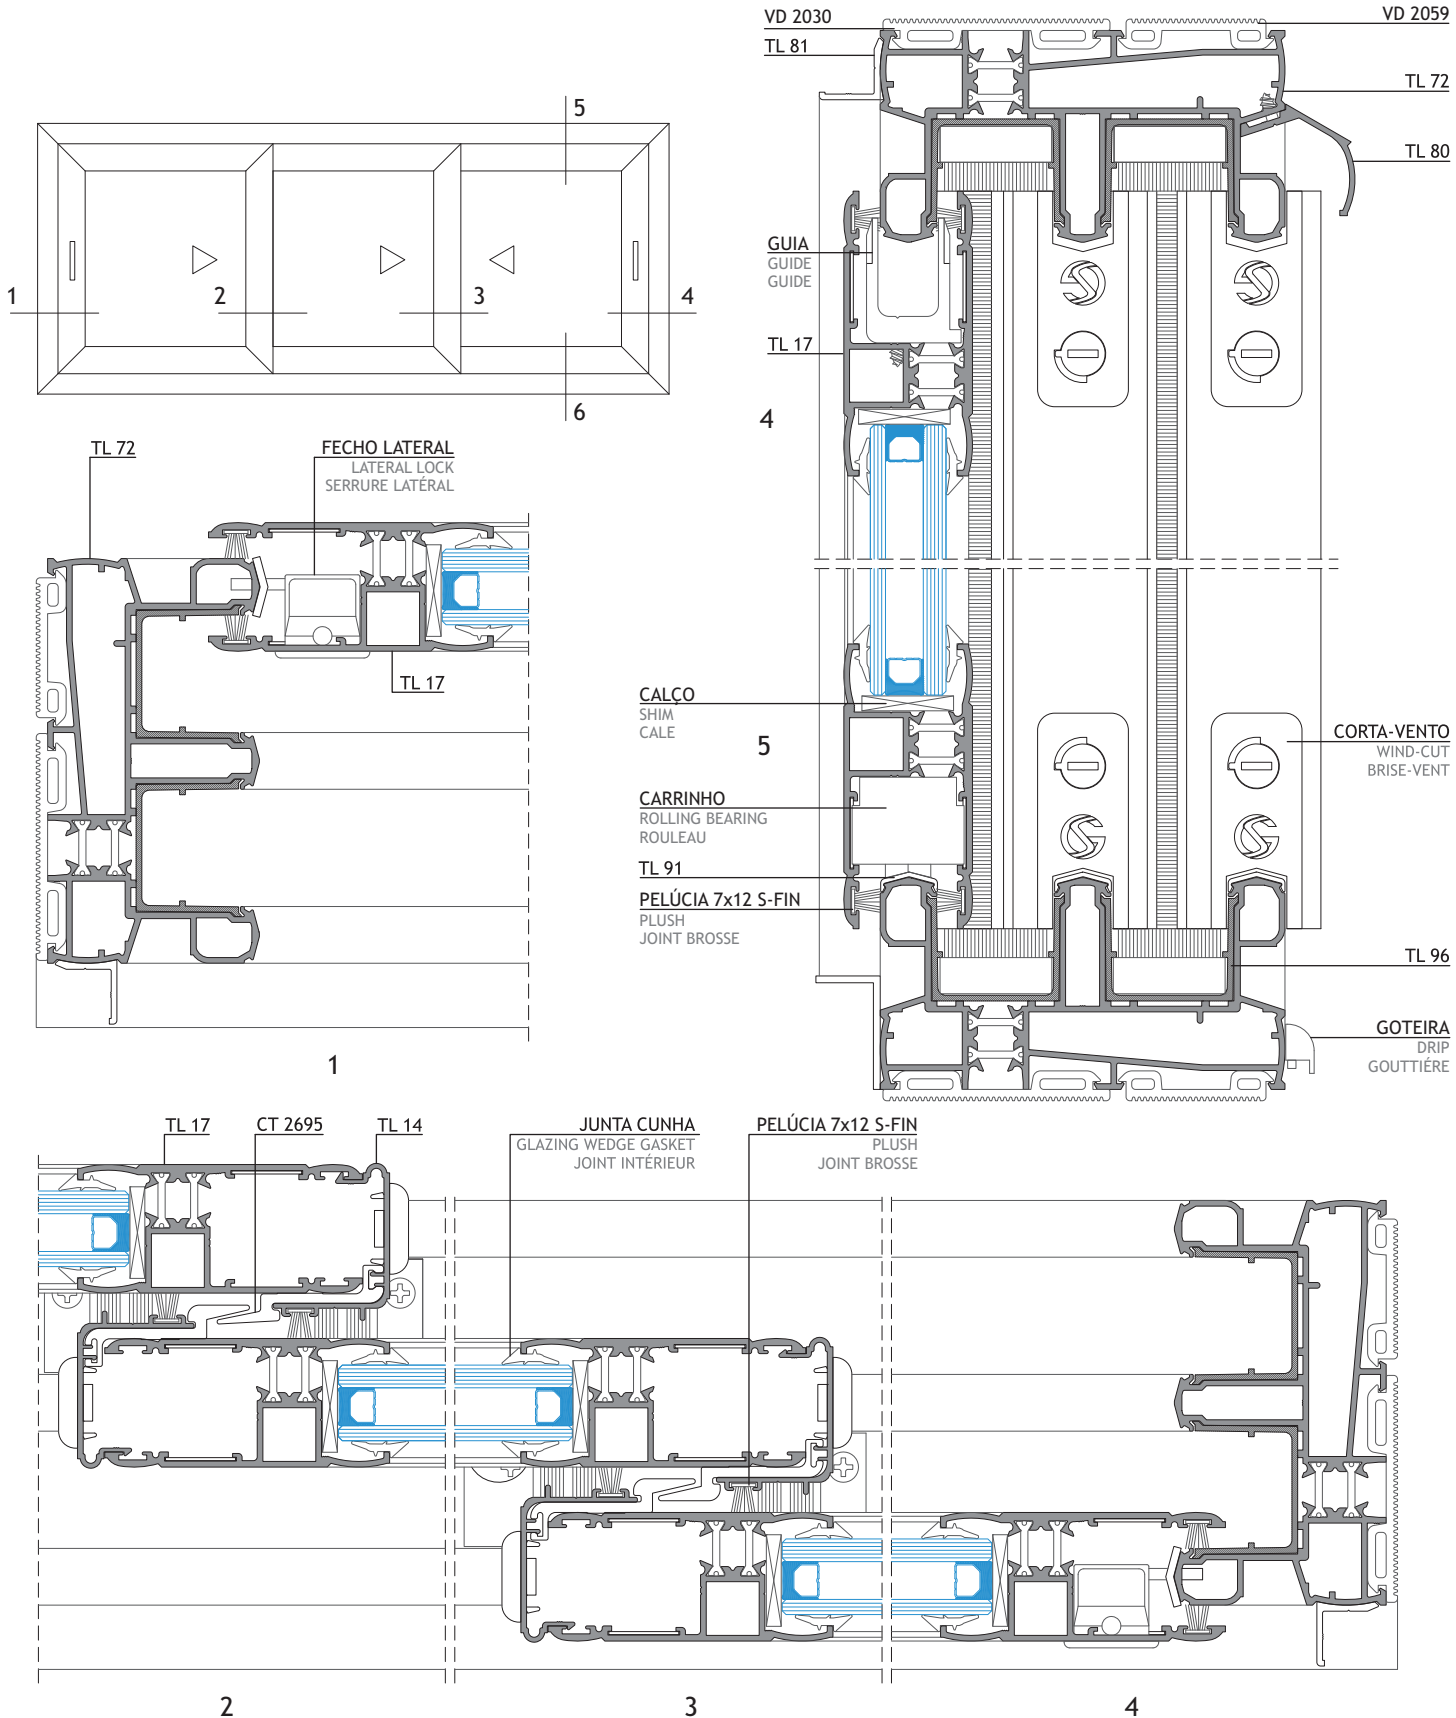 VD 2030
VD 2059
TL 81
TL 72
TL 80
5
1
2
3
4
6
GUIA
GUIDE
GUIDE
TL 17
4
TL 72
FECHO LATERAL
LATERAL LOCK
SERRURE LATÉRAL
TL 17
CALÇO
SHIM
CALE
5
CORTA-VENTO
WIND-CUT
BRISE-VENT
CARRINHO
ROLLING BEARING
ROULEAU
TL 91
PELÚCIA 7x12 S-FIN
PLUSH
JOINT BROSSE
TL 96
GOTEIRA
DRIP
GOUTTIÉRE
1
TL 17
CT 2695
TL 14
JUNTA CUNHA
GLAZING WEDGE GASKET
JOINT INTÉRIEUR
PELÚCIA 7x12 S-FIN
PLUSH
JOINT BROSSE
2
3
4